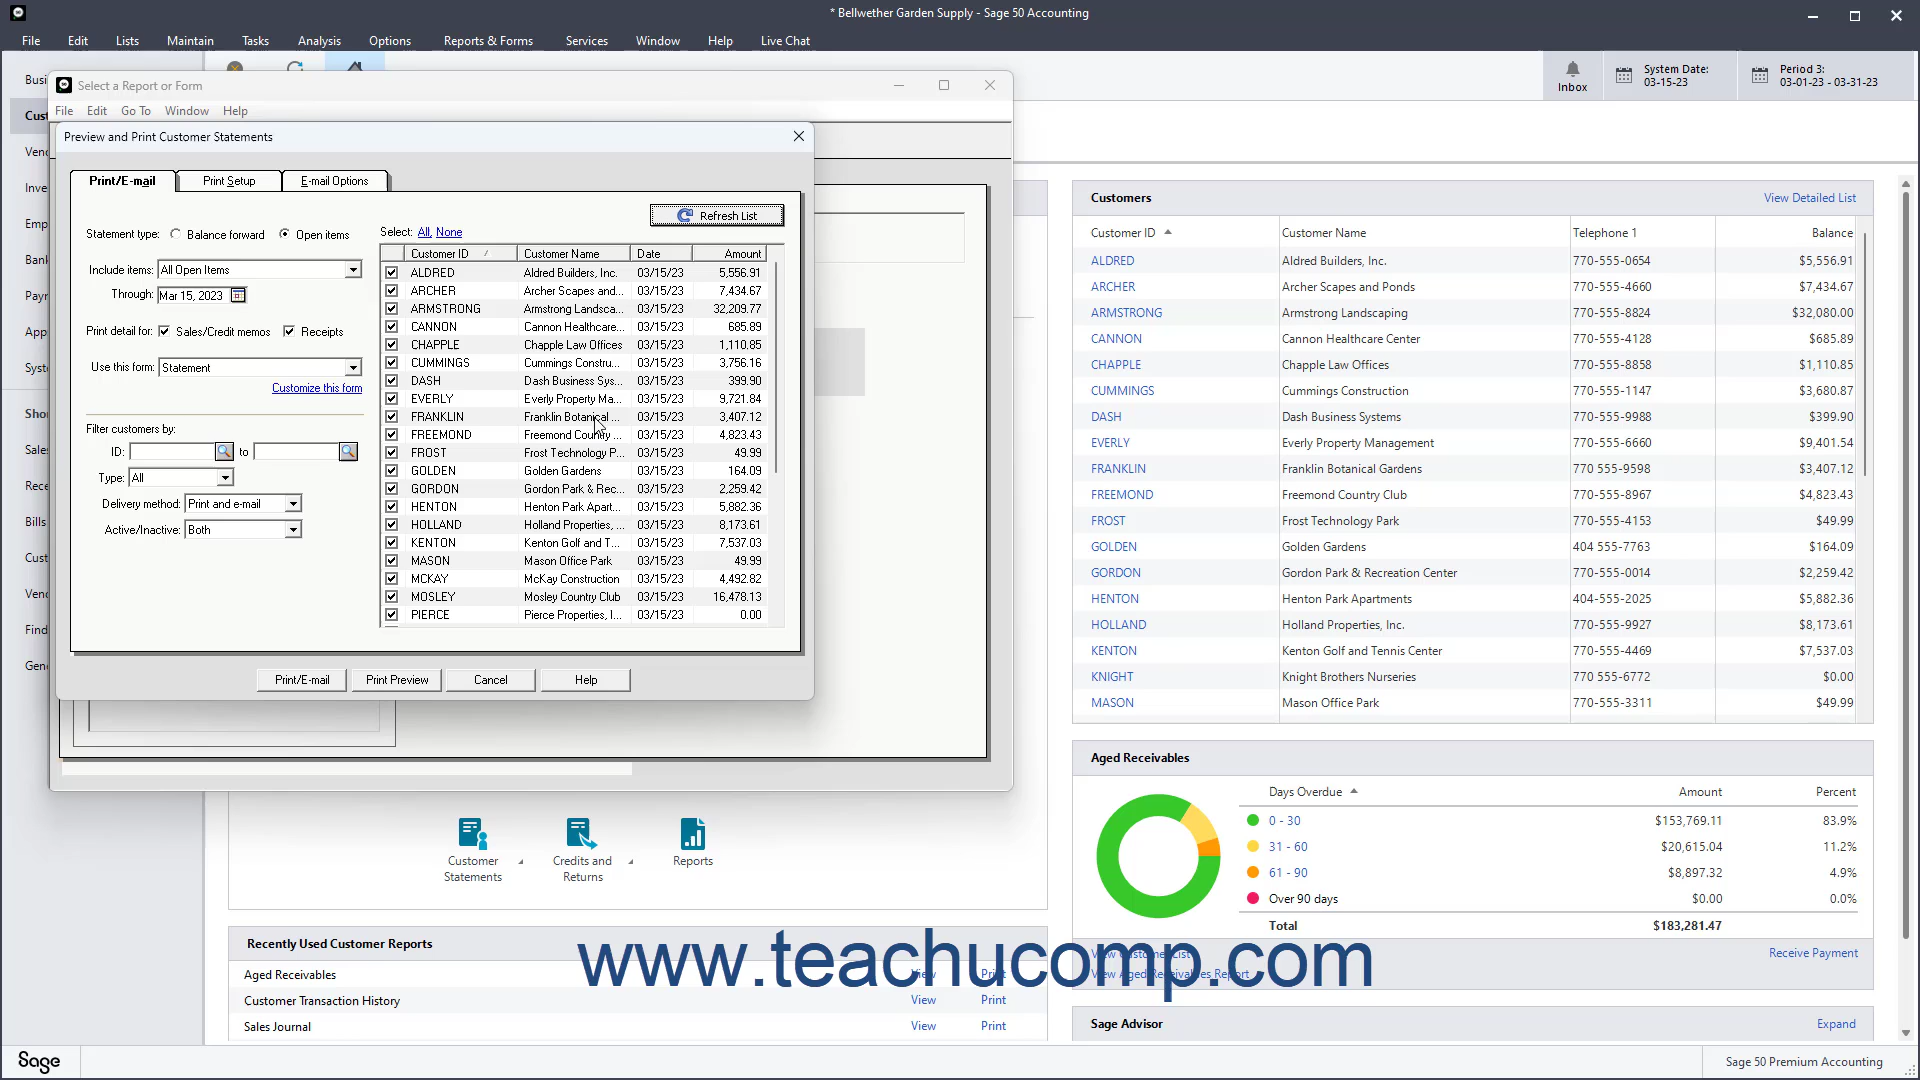 * Bellwether Garden Supply - Sage 50 Accounting
File Edit Lists Maintain Tasks Analysis Options Reports & Forms Services Window Help Live Chat
Inbox
System Date:
03-15-23
Period 3:
03-01-23 - 03-31-23
Busi
Cust
Vend
Inve
Emp
Bank
Payr
App
Syst
Sho
Sales
Rece
Bills
Cust
Vend
Find
Gene
Select a Report or Form
File Edit Go To Window Help
Preview and Print Customer Statements
Print/E-mail Print Setup E-mail Options
Refresh List
Statement type: Balance forward Open items
Include items: All Open Items
Through: Mar 15, 2023
Print detail for: Sales/Credit memos Receipts
Use this form: Statement
Customize this form
Filter customers by:
ID: to
Type: All
Delivery method: Print and e-mail
Active/Inactive: Both
Select: All, None
Customer ID / Customer Name Date Amount
ALDRED Aldred Builders, Inc. 03/15/23 5,556.91
ARCHER Archer Scapes and... 03/15/23 7,434.67
ARMSTRONG Armstrong Landsca... 03/15/23 32,209.77
CANNON Cannon Healthcare... 03/15/23 685.89
CHAPPLE Chapple Law Offices 03/15/23 1,110.85
CUMMINGS Cummings Constru... 03/15/23 3,756.16
DASH Dash Business Sys... 03/15/23 399.90
EVERLY Everly Property Ma... 03/15/23 9,721.84
FRANKLIN Franklin Botanical ... 03/15/23 3,407.12
FREEMOND Freemond Country ... 03/15/23 4,823.43
FROST Frost Technology P... 03/15/23 49.99
GOLDEN Golden Gardens 03/15/23 164.09
GORDON Gordon Park & Rec... 03/15/23 2,259.42
HENTON Henton Park Apart... 03/15/23 5,882.36
HOLLAND Holland Properties, ... 03/15/23 8,173.61
KENTON Kenton Golf and T... 03/15/23 7,537.03
MASON Mason Office Park 03/15/23 49.99
MCKAY McKay Construction 03/15/23 4,492.82
MOSLEY Mosley Country Club 03/15/23 16,478.13
PIERCE Pierce Properties, I... 03/15/23 0.00
Print/E-mail Print Preview Cancel Help
Customer Statements
Credits and Returns
Reports
Recently Used Customer Reports
Aged Receivables View Print
Customer Transaction History View Print
Sales Journal View Print
Customers View Detailed List
Customer ID Customer Name Telephone 1 Balance
ALDRED Aldred Builders, Inc. 770-555-0654 $5,556.91
ARCHER Archer Scapes and Ponds 770-555-4660 $7,434.67
ARMSTRONG Armstrong Landscaping 770-555-8824 $32,080.00
CANNON Cannon Healthcare Center 770-555-4128 $685.89
CHAPPLE Chapple Law Offices 770-555-8858 $1,110.85
CUMMINGS Cummings Construction 770-555-1147 $3,680.87
DASH Dash Business Systems 770-555-9988 $399.90
EVERLY Everly Property Management 770-555-6660 $9,401.54
FRANKLIN Franklin Botanical Gardens 770 555-9598 $3,407.12
FREEMOND Freemond Country Club 770-555-8967 $4,823.43
FROST Frost Technology Park 770-555-4153 $49.99
GOLDEN Golden Gardens 404 555-7763 $164.09
GORDON Gordon Park & Recreation Center 770-555-0014 $2,259.42
HENTON Henton Park Apartments 404-555-2025 $5,882.36
HOLLAND Holland Properties, Inc. 770-555-9927 $8,173.61
KENTON Kenton Golf and Tennis Center 770-555-4469 $7,537.03
KNIGHT Knight Brothers Nurseries 770 555-6772 $0.00
MASON Mason Office Park 770-555-3311 $49.99
Aged Receivables
Days Overdue Amount Percent
0 - 30 $153,769.11 83.9%
31 - 60 $20,615.04 11.2%
61 - 90 $8,897.32 4.9%
Over 90 days $0.00 0.0%
Total $183,281.47
View Customer List Receive Payment
View Aged Receivables Report
Sage Advisor Expand
www.teachucomp.com
Sage
Sage 50 Premium Accounting